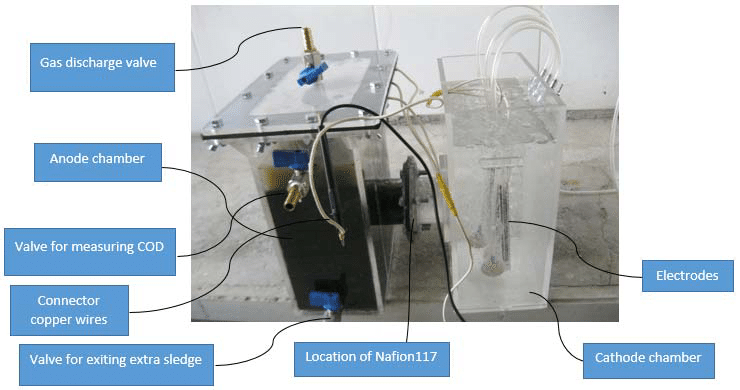 Gas discharge valve
Anode chamber
Valve for measuring COD
Connector
copper wires
Valve for exiting extra sledge
Location of Nafion117
Electrodes
Cathode chamber